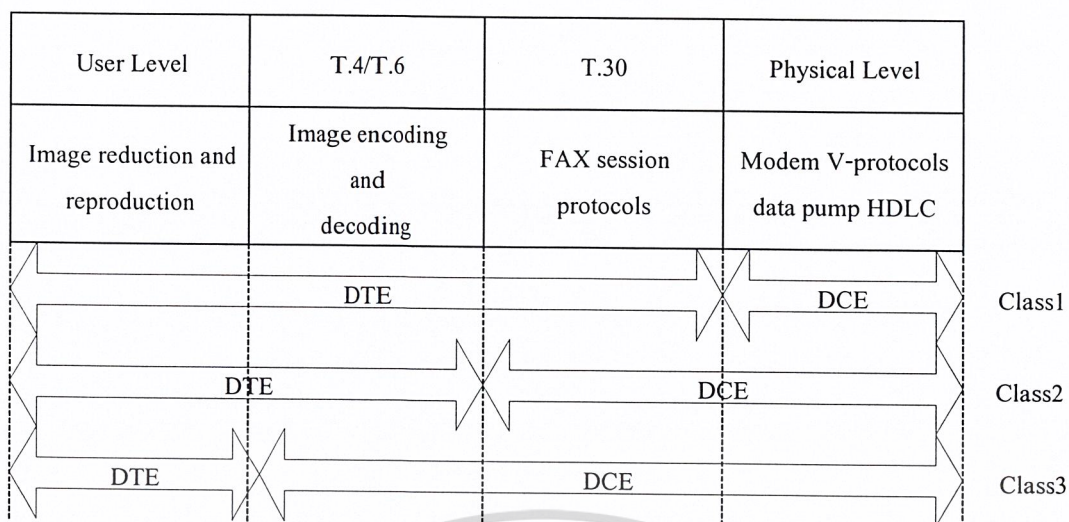 User Level
T.4/T.6
T.30
Physical Level
Image reduction and
reproduction
Image encoding
and
decoding
FAX session
protocols
Modem V-protocols
data pump HDLC
DTE
DCE
Class1
DTE
DCE
Class2
DTE
DCE
Class3